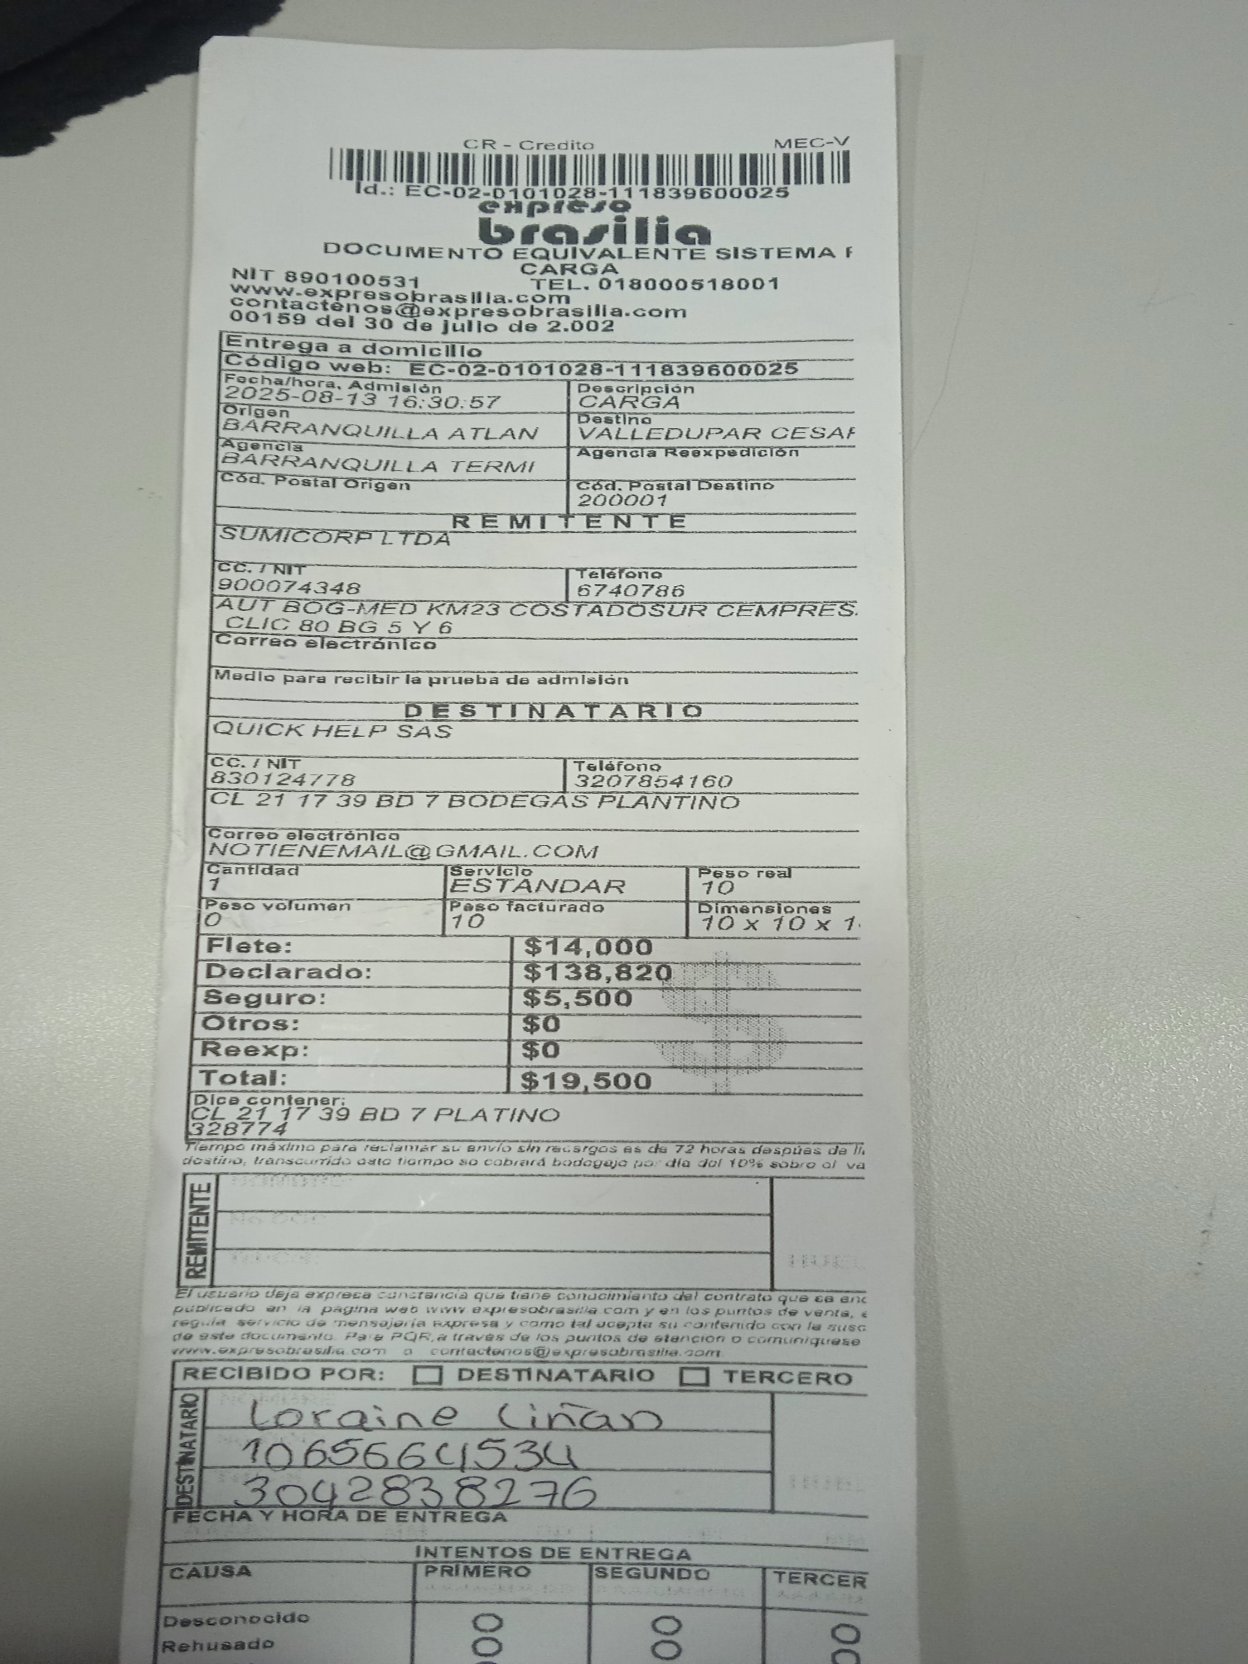 CR - Credito MEC-V
Id.: EC-02-0101028-111839600025
expreso
brasilia
DOCUMENTO EQUIVALENTE SISTEMA
CARGA
NIT 890100531 TEL. 018000518001
www.expresobrasilia.com
contactenos@expresobrasilia.com
00159 del 30 de julio de 2.002
Entrega a domicilio
Código web: EC-02-0101028-111839600025
Fecha/hora, Admisión Descripción
2025-08-13 16:30:57 CARGA
Origen Destino
BARRANQUILLA ATLAN VALLEDUPAR CESAR
Agencia Agencia Reexpedición
BARRANQUILLA TERMI
Cód. Postal Origen Cód. Postal Destino
200001
REMITENTE
SUMICORP LTDA
CC. / NIT Teléfono
900074348 6740786
AUT BOG-MED KM23 COSTADOSUR CEMPRES.
CLIC 80 BG 5 Y 6
Correo electrónico
Medio para recibir la prueba de admisión
DESTINATARIO
QUICK HELP SAS
CC. / NIT Teléfono
830124778 3207854160
CL 21 17 39 BD 7 BODEGAS PLANTINO
Correo electrónico
NOTIENEMAIL@GMAIL.COM
Cantidad Servicio Peso real
1 ESTANDAR 10
Peso volumen Peso facturado Dimensiones
0 10 10 x 10 x 1
Flete: $14,000
Declarado: $138,820
Seguro: $5,500
Otros: $0
Reexp: $0
Total: $19,500
Dice contener:
CL 21 17 39 BD 7 PLATINO
328774
Tiempo máximo para reclamar su envío sin recargos es de 72 horas despúes de
destino, transcurrido este tiempo se cobrará bodegaje por día del 10% sobre el va
REMITENTE
El usuario deja expresa constancia que tiene conocimiento del contrato que se enc
publicado en la página web www expresobrasilia com y en los puntos de venta,
regula servicio de mensajería expresa y como tal acepta su contenido con la susc
de este documento. Para PQR, a través de los puntos de atención o comuníquese
www.expresobrasilia.com o contactenos@expresobrasilia.com
RECIBIDO POR: DESTINATARIO TERCERO
DESTINATARIO
Loraine Liñan
1065664534
3042838276
FECHA Y HORA DE ENTREGA
INTENTOS DE ENTREGA
CAUSA PRIMERO SEGUNDO TERCER
Desconocido
Rehusado